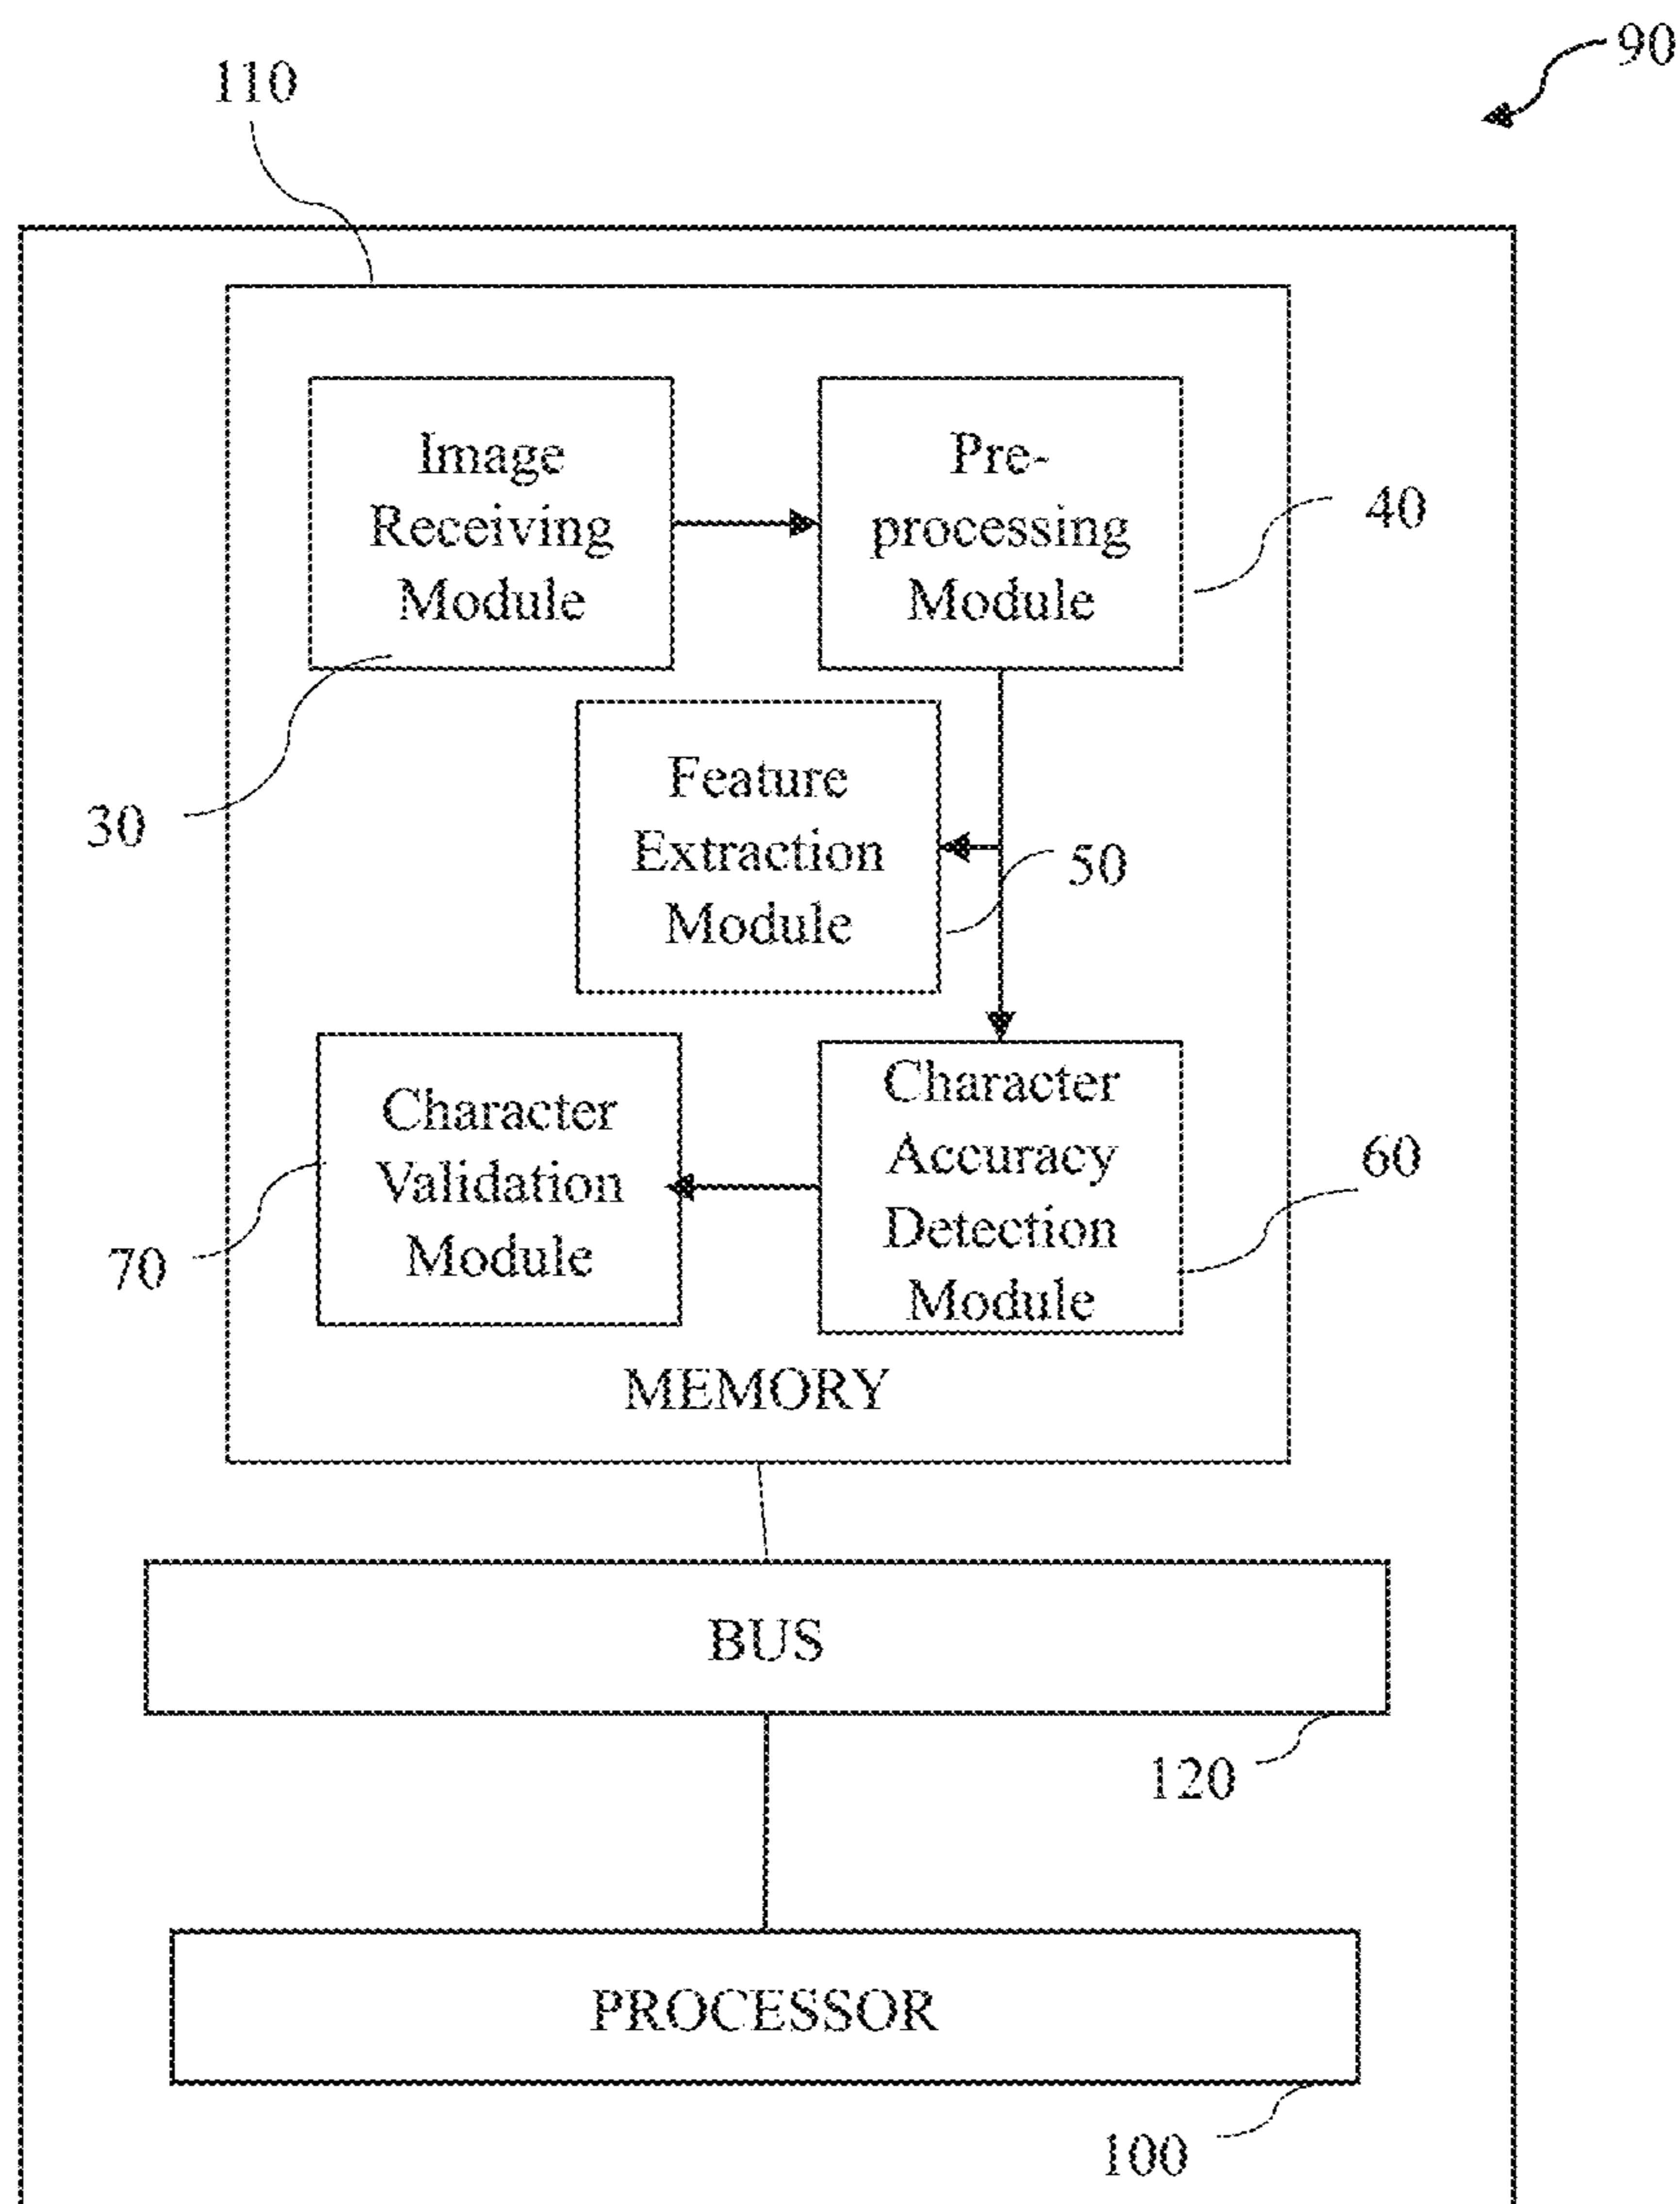 90
110
Image
Receiving
Module
Pre-
processing
Module
40
30
Feature
Extraction
Module
50
Character
Validation
Module
70
Character
Accuracy
Detection
Module
60
MEMORY
BUS
120
PROCESSOR
100